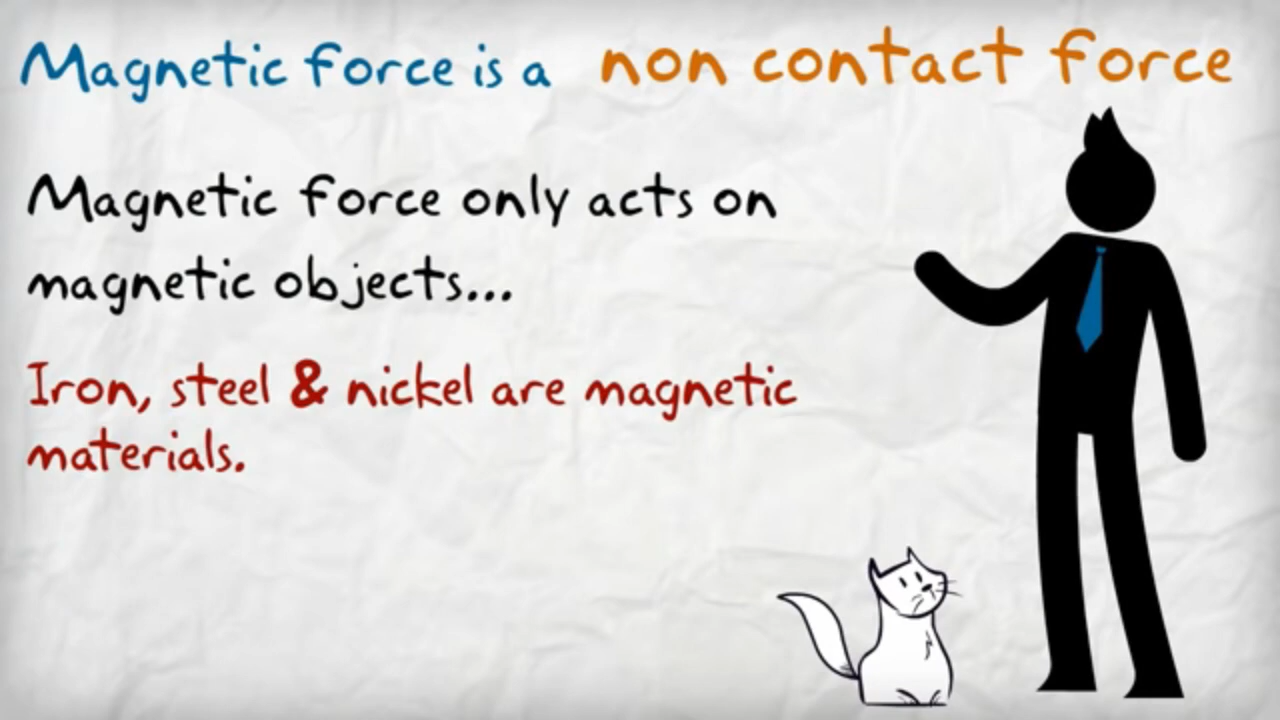 Magnetic force is a non contact force
Magnetic force only acts on
magnetic objects...
Iron, steel & nickel are magnetic
materials.